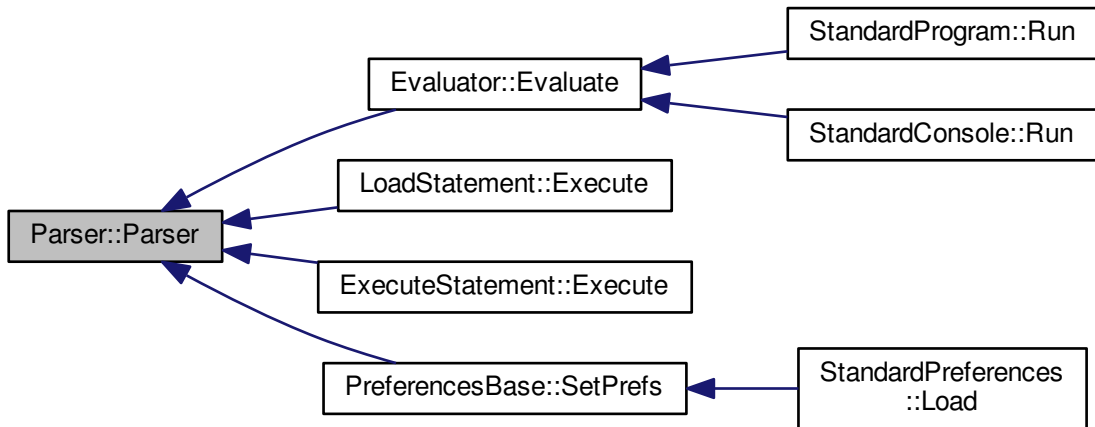 StandardProgram::Run
Evaluator::Evaluate
StandardConsole::Run
LoadStatement::Execute
Parser::Parser
ExecuteStatement::Execute
PreferencesBase::SetPrefs
StandardPreferences
::Load